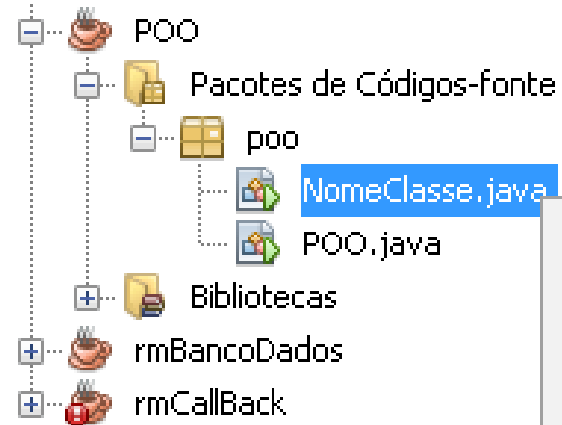 POO
Pacotes de Códigos-fonte
poo
NomeClasse.java
POO.java
Bibliotecas
rmBancoDados
rmCallBack